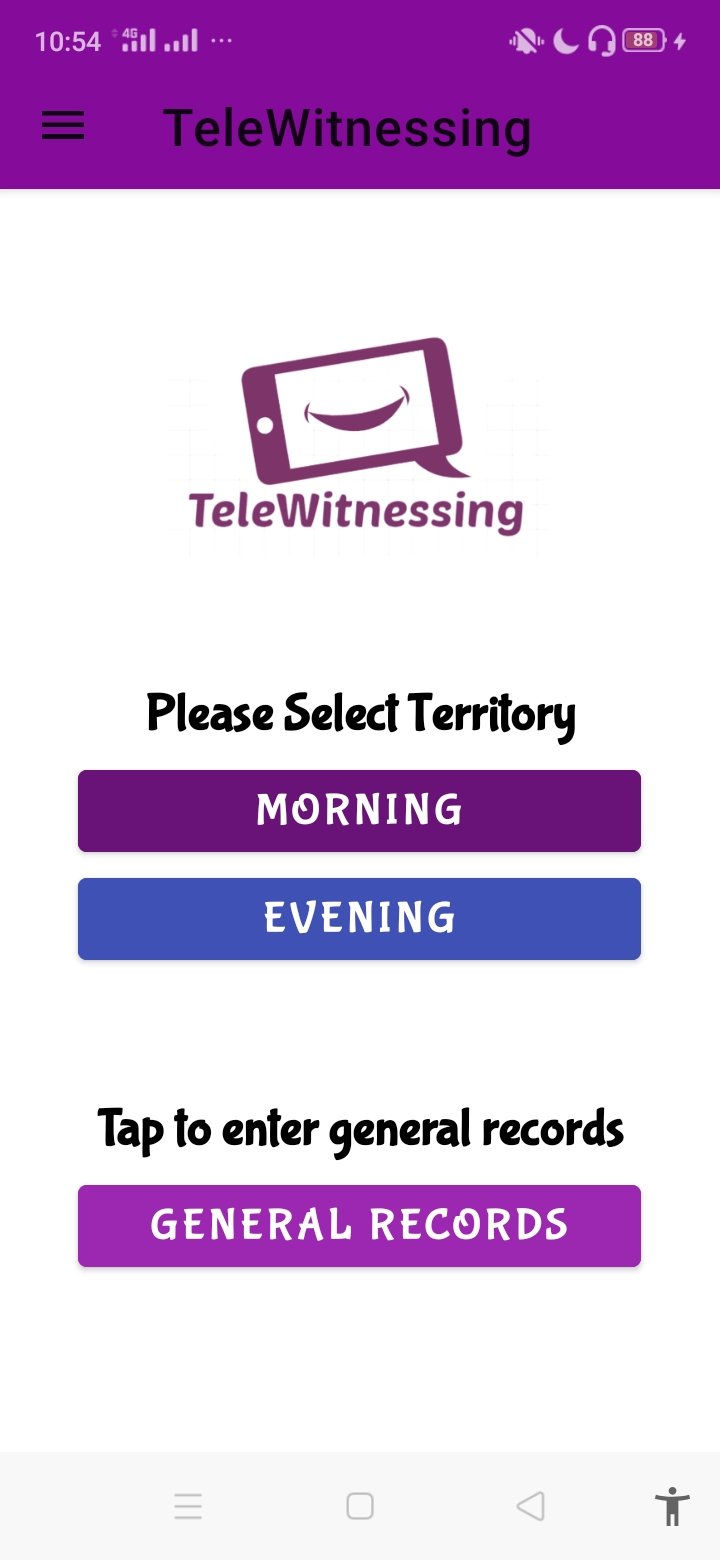 10:54 4G ... 88
TeleWitnessing
TeleWitnessing
Please Select Territory
MORNING
EVENING
Tap to enter general records
GENERAL RECORDS